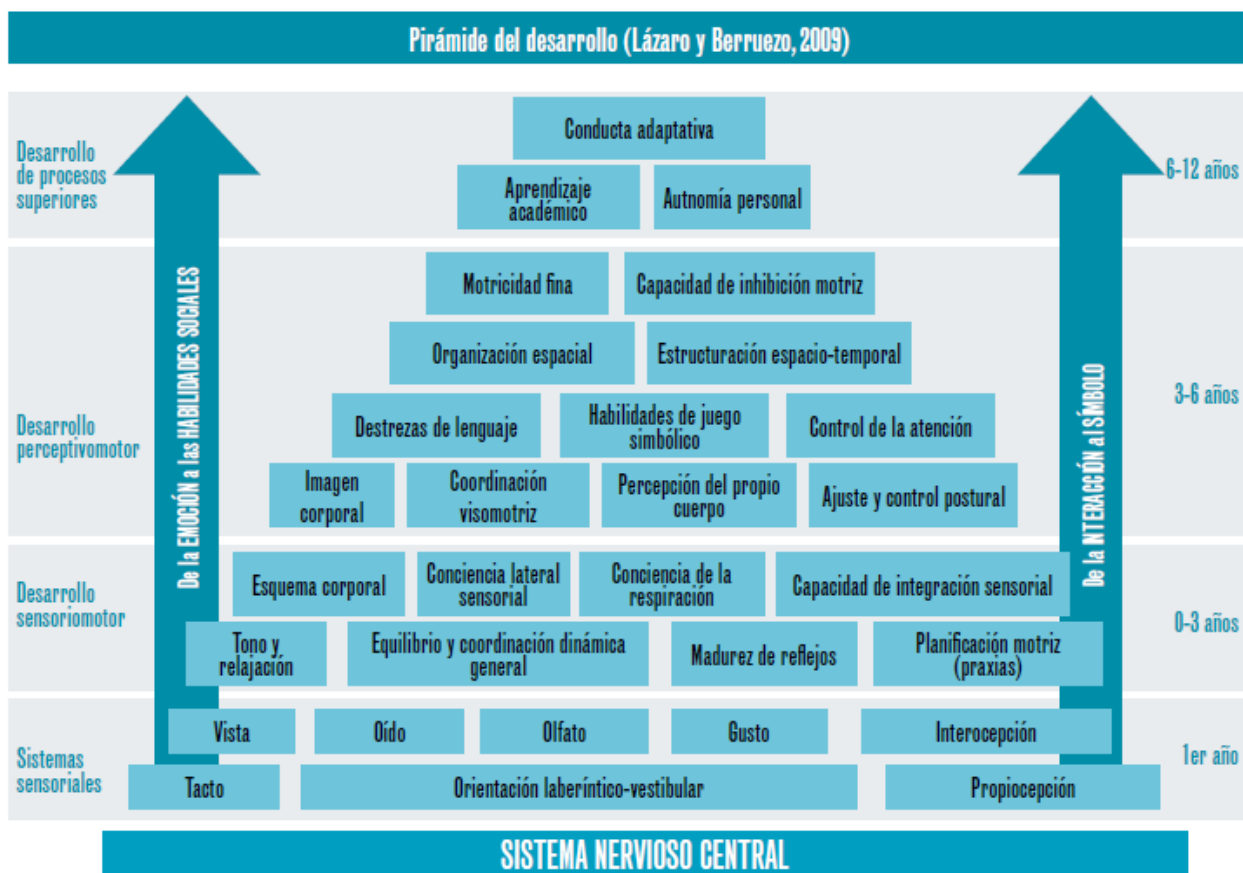 Pirámide del desarrollo (Lázaro y Berruezo, 2009)
Desarrollo
de procesos
superiores
Conducta adaptativa
6-12 años
Aprendizaje
académico
Autnomía personal
De la EMOCIÓN a las HABILIDADES SOCIALES
De la INTERACCIÓN al SÍMBOLO
Desarrollo
perceptivomotor
Motricidad fina
Capacidad de inhibición motriz
Organización espacial
Estructuración espacio-temporal
3-6 años
Destrezas de lenguaje
Habilidades de juego
simbólico
Control de la atención
Imagen
corporal
Coordinación
visomotriz
Percepción del propio
cuerpo
Ajuste y control postural
Desarrollo
sensoriomotor
Esquema corporal
Conciencia lateral
sensorial
Conciencia de la
respiración
Capacidad de integración sensorial
0-3 años
Tono y
relajación
Equilibrio y coordinación dinámica
general
Madurez de reflejos
Planificación motriz
(praxias)
Sistemas
sensoriales
Vista
Oído
Olfato
Gusto
Interocepción
1er año
Tacto
Orientación laberíntico-vestibular
Propiocepción
SISTEMA NERVIOSO CENTRAL